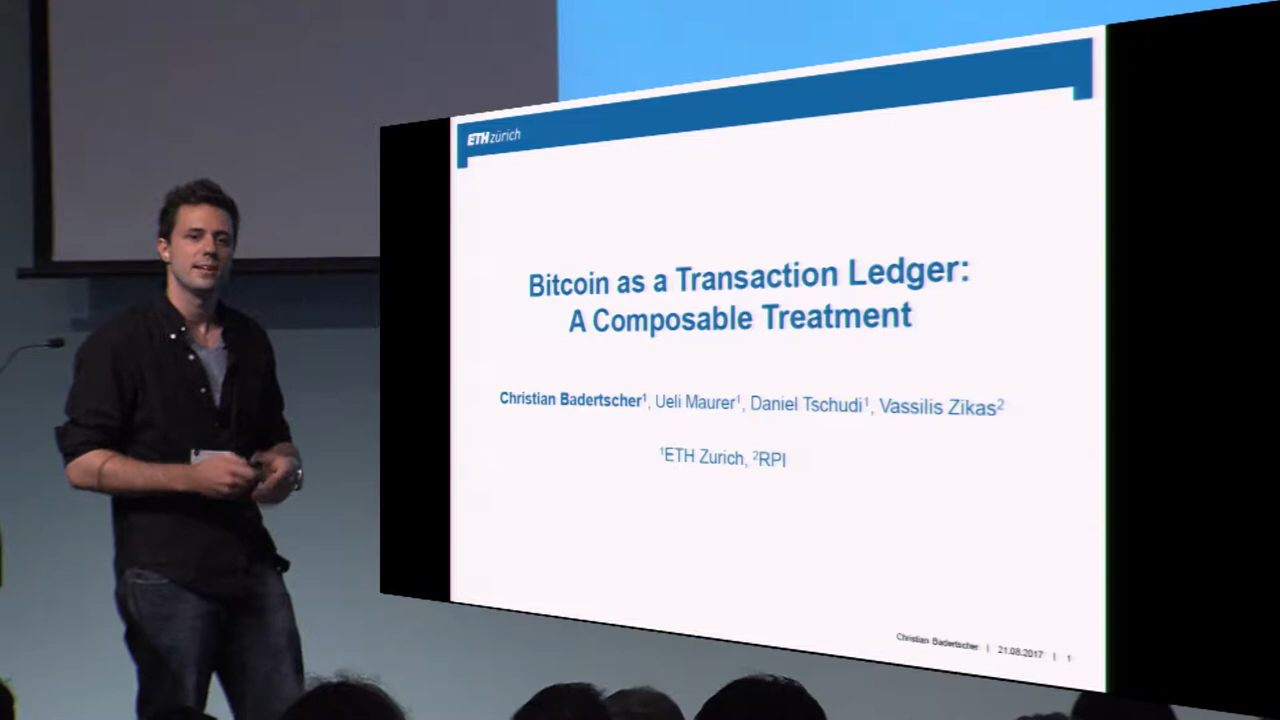 ETH zürich
Bitcoin as a Transaction Ledger:
A Composable Treatment
Christian Badertscher¹, Ueli Maurer¹, Daniel Tschudi¹, Vassilis Zikas²
¹ETH Zurich, ²RPI
Christian Badertscher | 21.08.2017 | 1